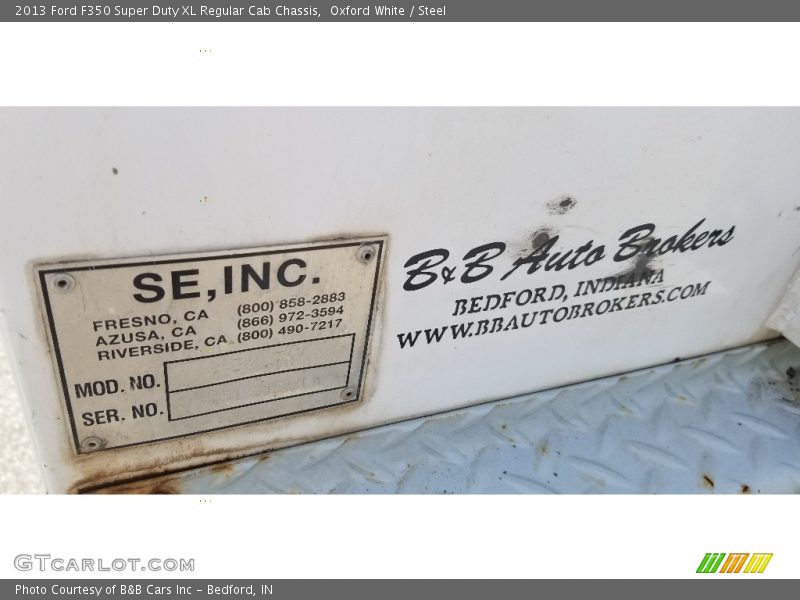 2013 Ford F350 Super Duty XL Regular Cab Chassis, Oxford White / Steel
SE,INC.
FRESNO, CA (800) 858-2883
AZUSA, CA (866) 972-3594
RIVERSIDE, CA (800) 490-7217
MOD. NO.
SER. NO.
B&B Auto Brokers
BEDFORD, INDIANA
WWW.BBAUTOBROKERS.COM
GTCARLOT.COM
Photo Courtesy of B&B Cars Inc - Bedford, IN